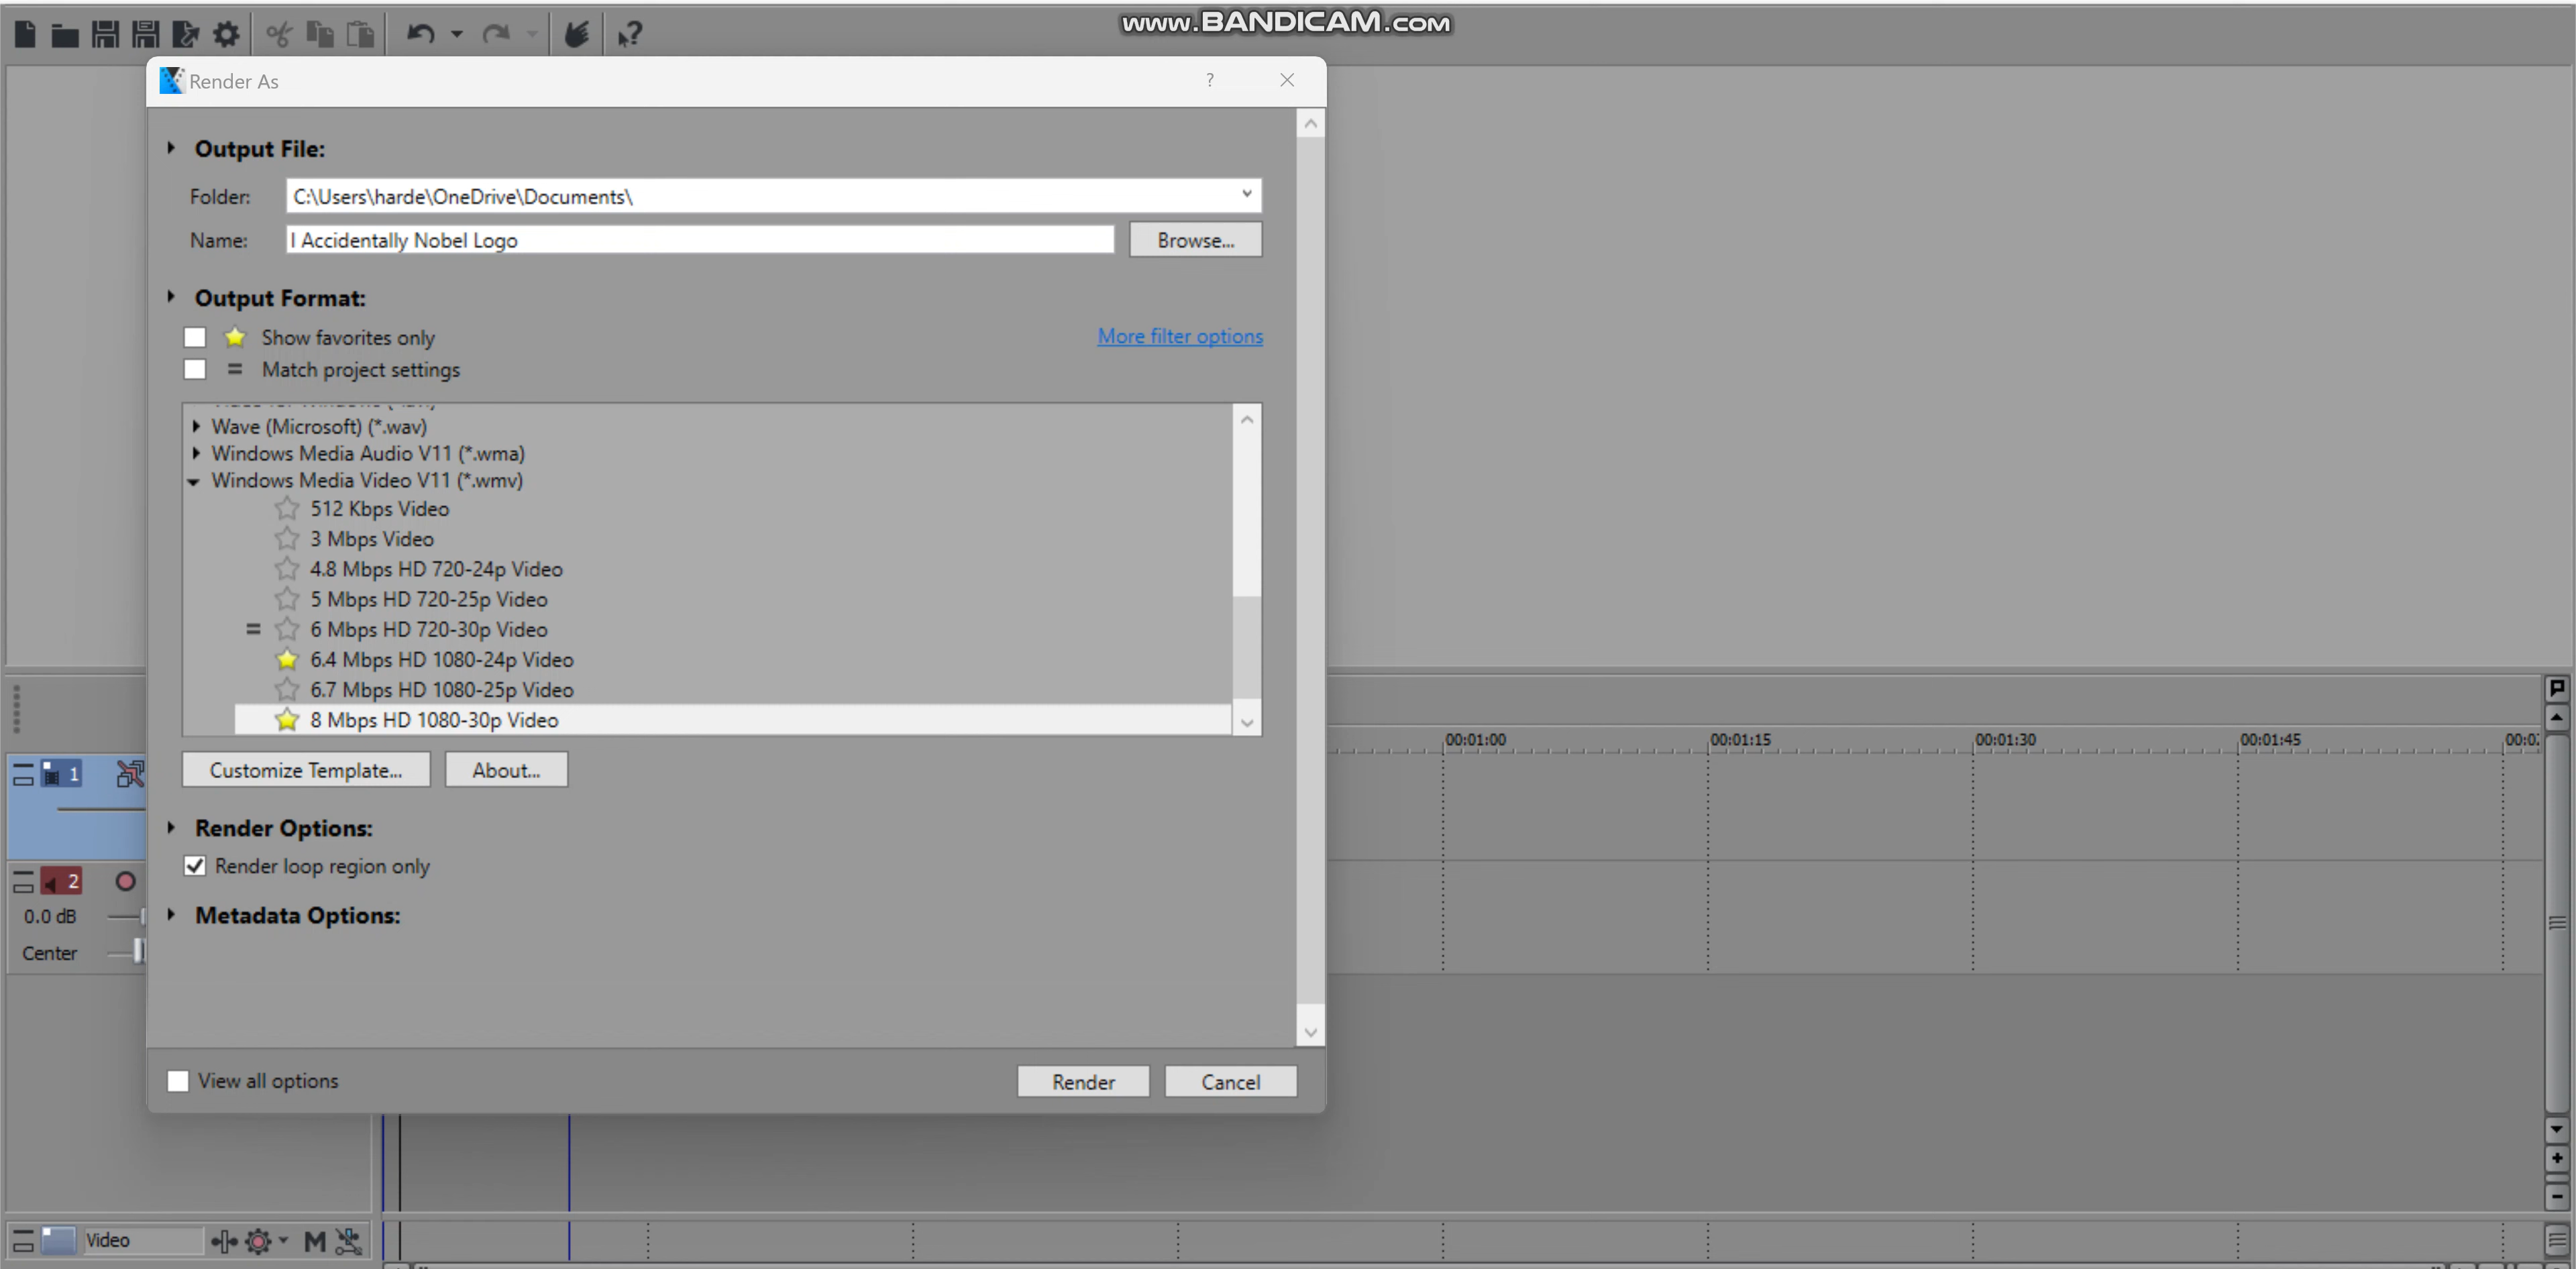 www.BANDICAM.com
Render As
Output File:
Folder: C:\Users\harde\OneDrive\Documents\
Name: I Accidentally Nobel Logo Browse...
Output Format:
Show favorites only More filter options
= Match project settings
Wave (Microsoft) (*.wav)
Windows Media Audio V11 (*.wma)
Windows Media Video V11 (*.wmv)
512 Kbps Video
3 Mbps Video
4.8 Mbps HD 720-24p Video
5 Mbps HD 720-25p Video
= 6 Mbps HD 720-30p Video
6.4 Mbps HD 1080-24p Video
6.7 Mbps HD 1080-25p Video
8 Mbps HD 1080-30p Video
Customize Template... About...
Render Options:
Render loop region only
Metadata Options:
View all options Render Cancel
00:01:00 00:01:15 00:01:30 00:01:45
1
2
0.0 dB
Center
Video M